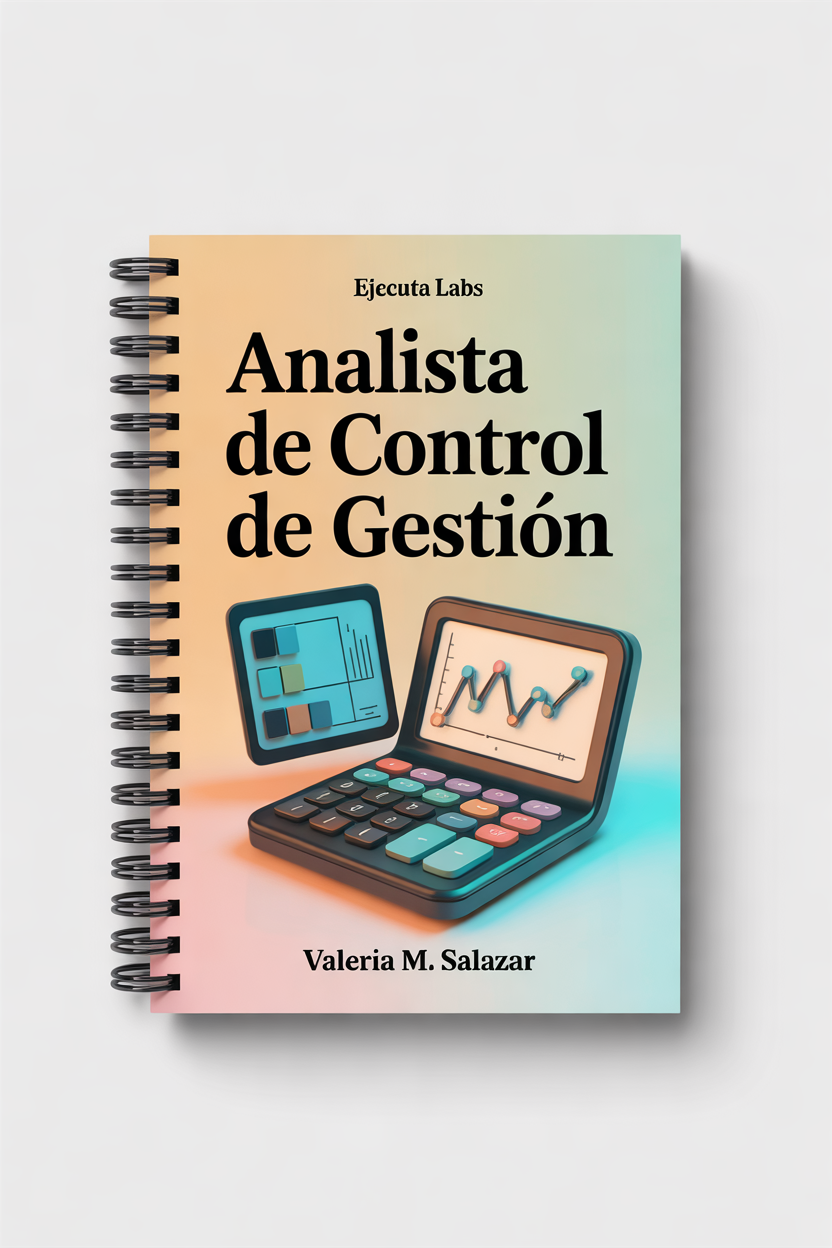 Ejecuta Labs
Analista
de Control
de Gestión
Valeria M. Salazar